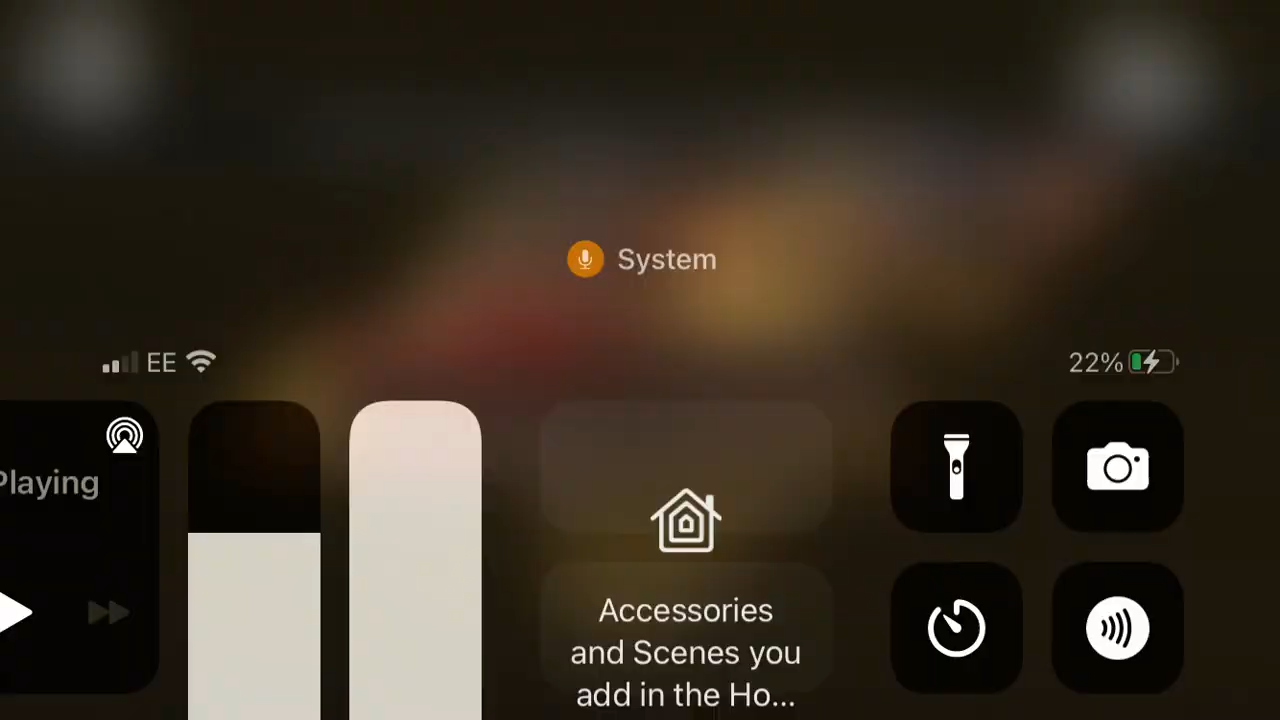 System
EE
22%
Playing
Accessories
and Scenes you
add in the Ho...